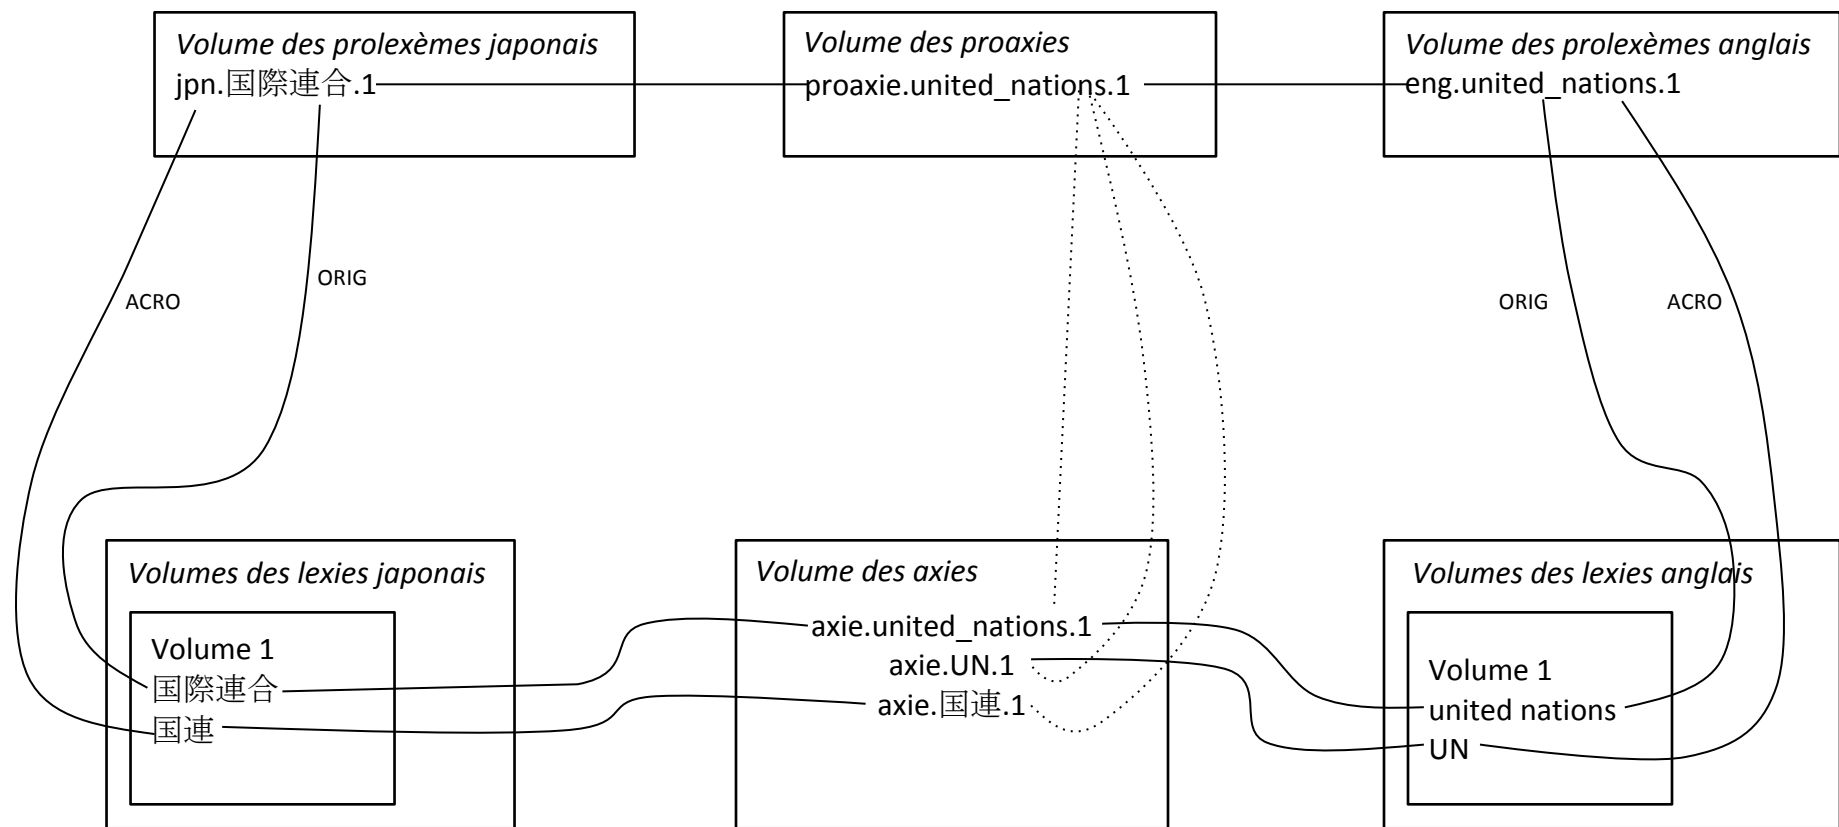 Volume des prolexèmes japonais
jpn.国際連合.1
Volume des proaxies
proaxie.united_nations.1
Volume des prolexèmes anglais
eng.united_nations.1
ACRO
ORIG
ORIG
ACRO
Volumes des lexies japonais
Volume 1
国際連合
国連
Volume des axies
axie.united_nations.1
axie.UN.1
axie.国連.1
Volumes des lexies anglais
Volume 1
united nations
UN